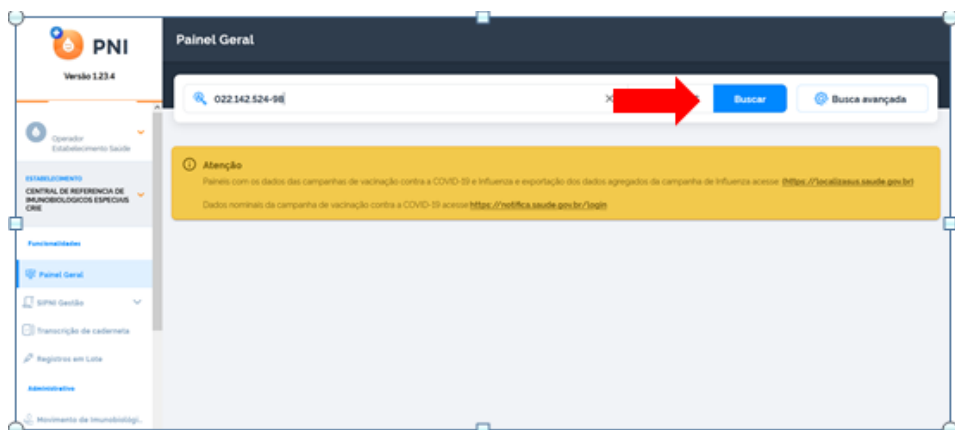 PNI
Versão 1.23.4
Painel Geral
022.142.524-98
Buscar
Busca avançada
Operador
Estabelecimento Saúde
ESTABELECIMENTO
CENTRAL DE REFERENCIA DE
IMUNOBIOLOGICOS ESPECIAIS
CRIE
Funcionalidades
Painel Geral
SIPNI Gestão
Transcrição de caderneta
Registros em Lote
Administrativo
Movimento de Imunobiológi..
Atenção
Paineis com os dados das campanhas de vacinação contra a COVID-19 e Influenza e exportação dos dados agregados da campanha de Influenza acesse (https://localizasus.saude.gov.br)
Dados nominais da campanha de vacinação contra a COVID-19 acesse https://notifica.saude.gov.br/login